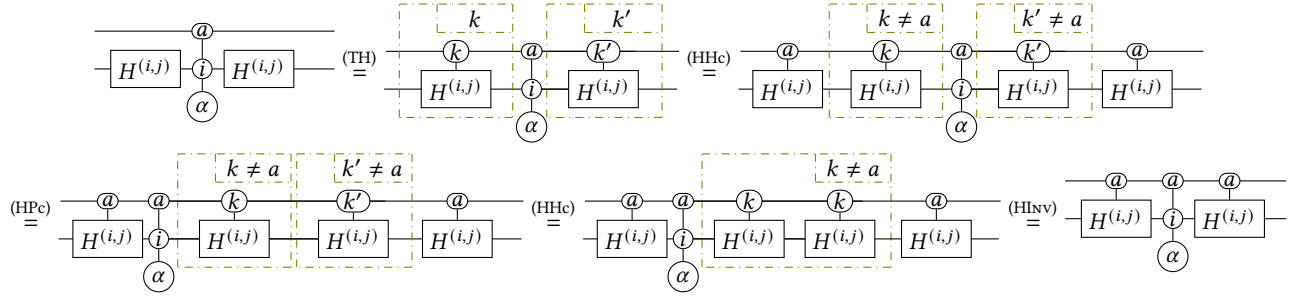 a H^{(i,j)} i H^{(i,j)} α (TH) = k k H^{(i,j)} a i α k′ k′ H^{(i,j)} (HHc) = a H^{(i,j)} k ≠ a k H^{(i,j)} a i α k′ ≠ a k′ H^{(i,j)} a H^{(i,j)}
(HPc) = a H^{(i,j)} a i α k ≠ a k H^{(i,j)} k′ ≠ a k′ H^{(i,j)} a H^{(i,j)} (HHc) = a H^{(i,j)} a i α k ≠ a k H^{(i,j)} k H^{(i,j)} a H^{(i,j)} (HInv) = a H^{(i,j)} a i α a H^{(i,j)}